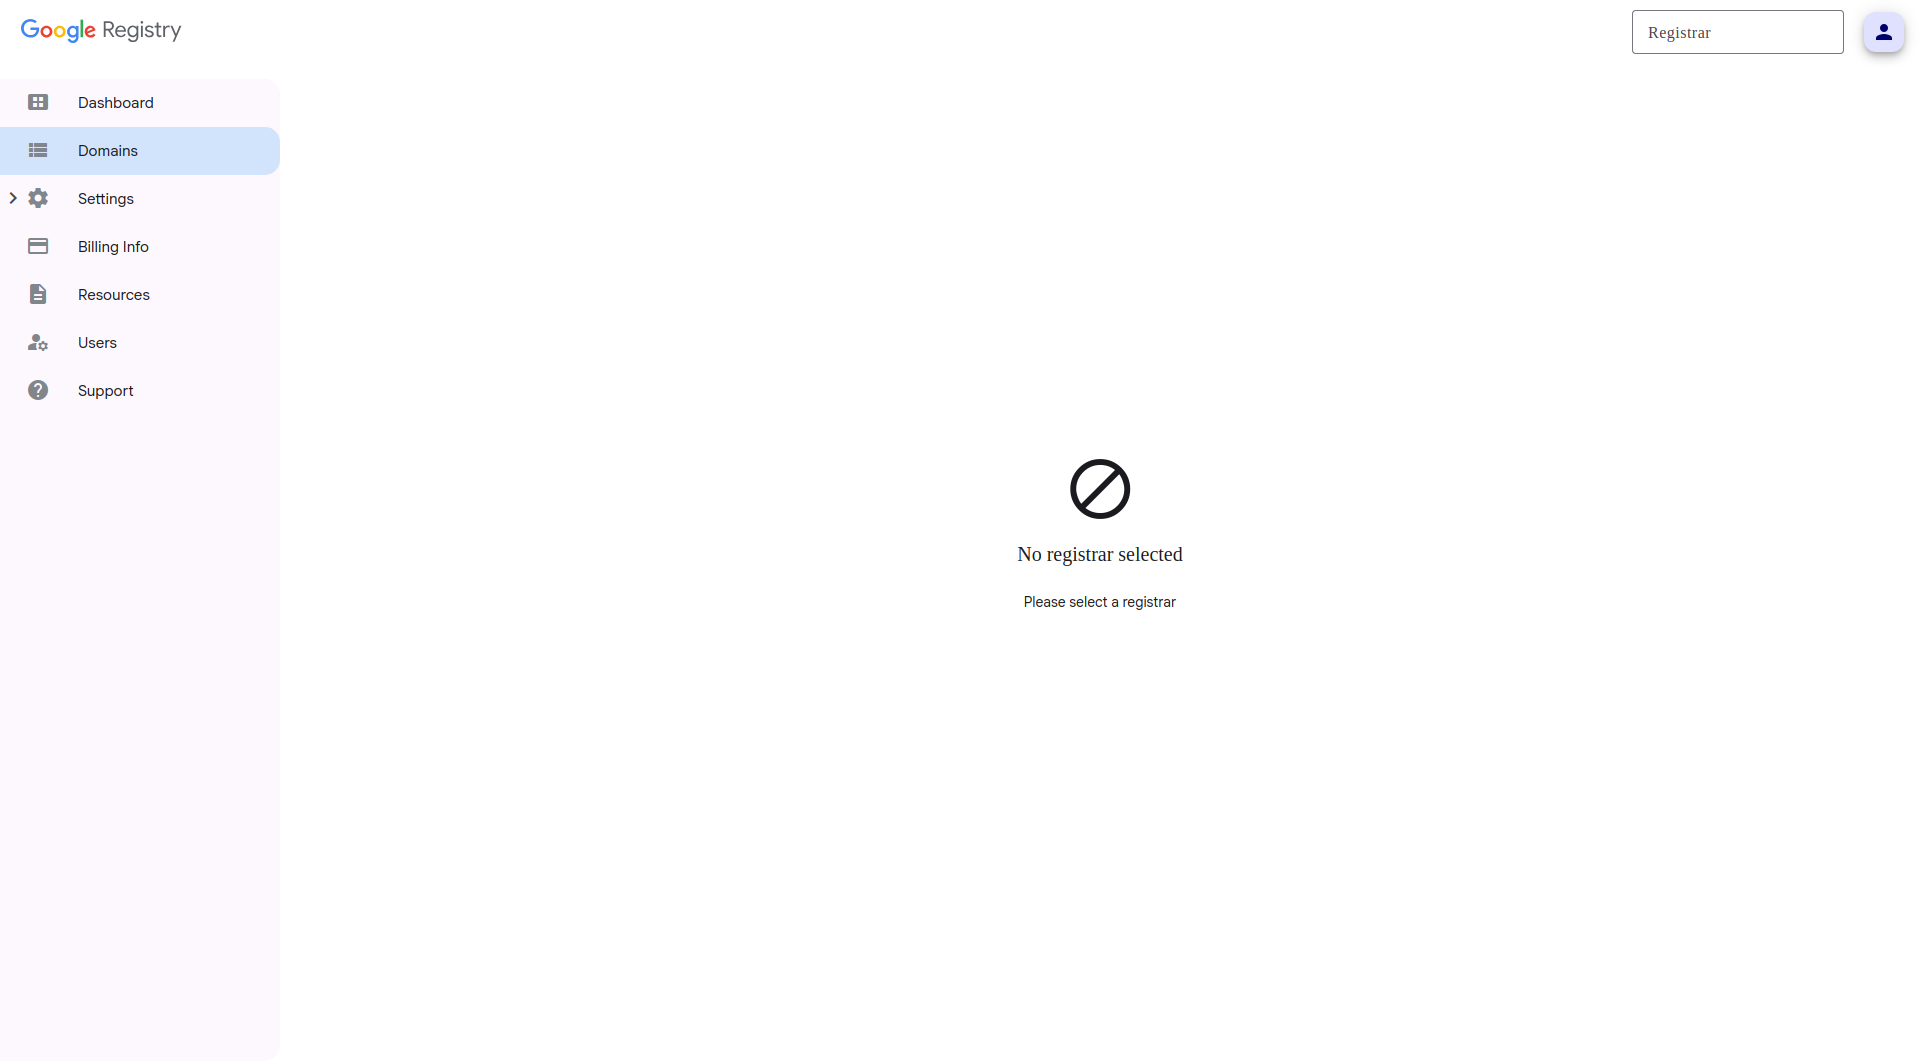 Google Registry
Registrar
Dashboard
Domains
Settings
Billing Info
Resources
Users
Support
No registrar selected
Please select a registrar